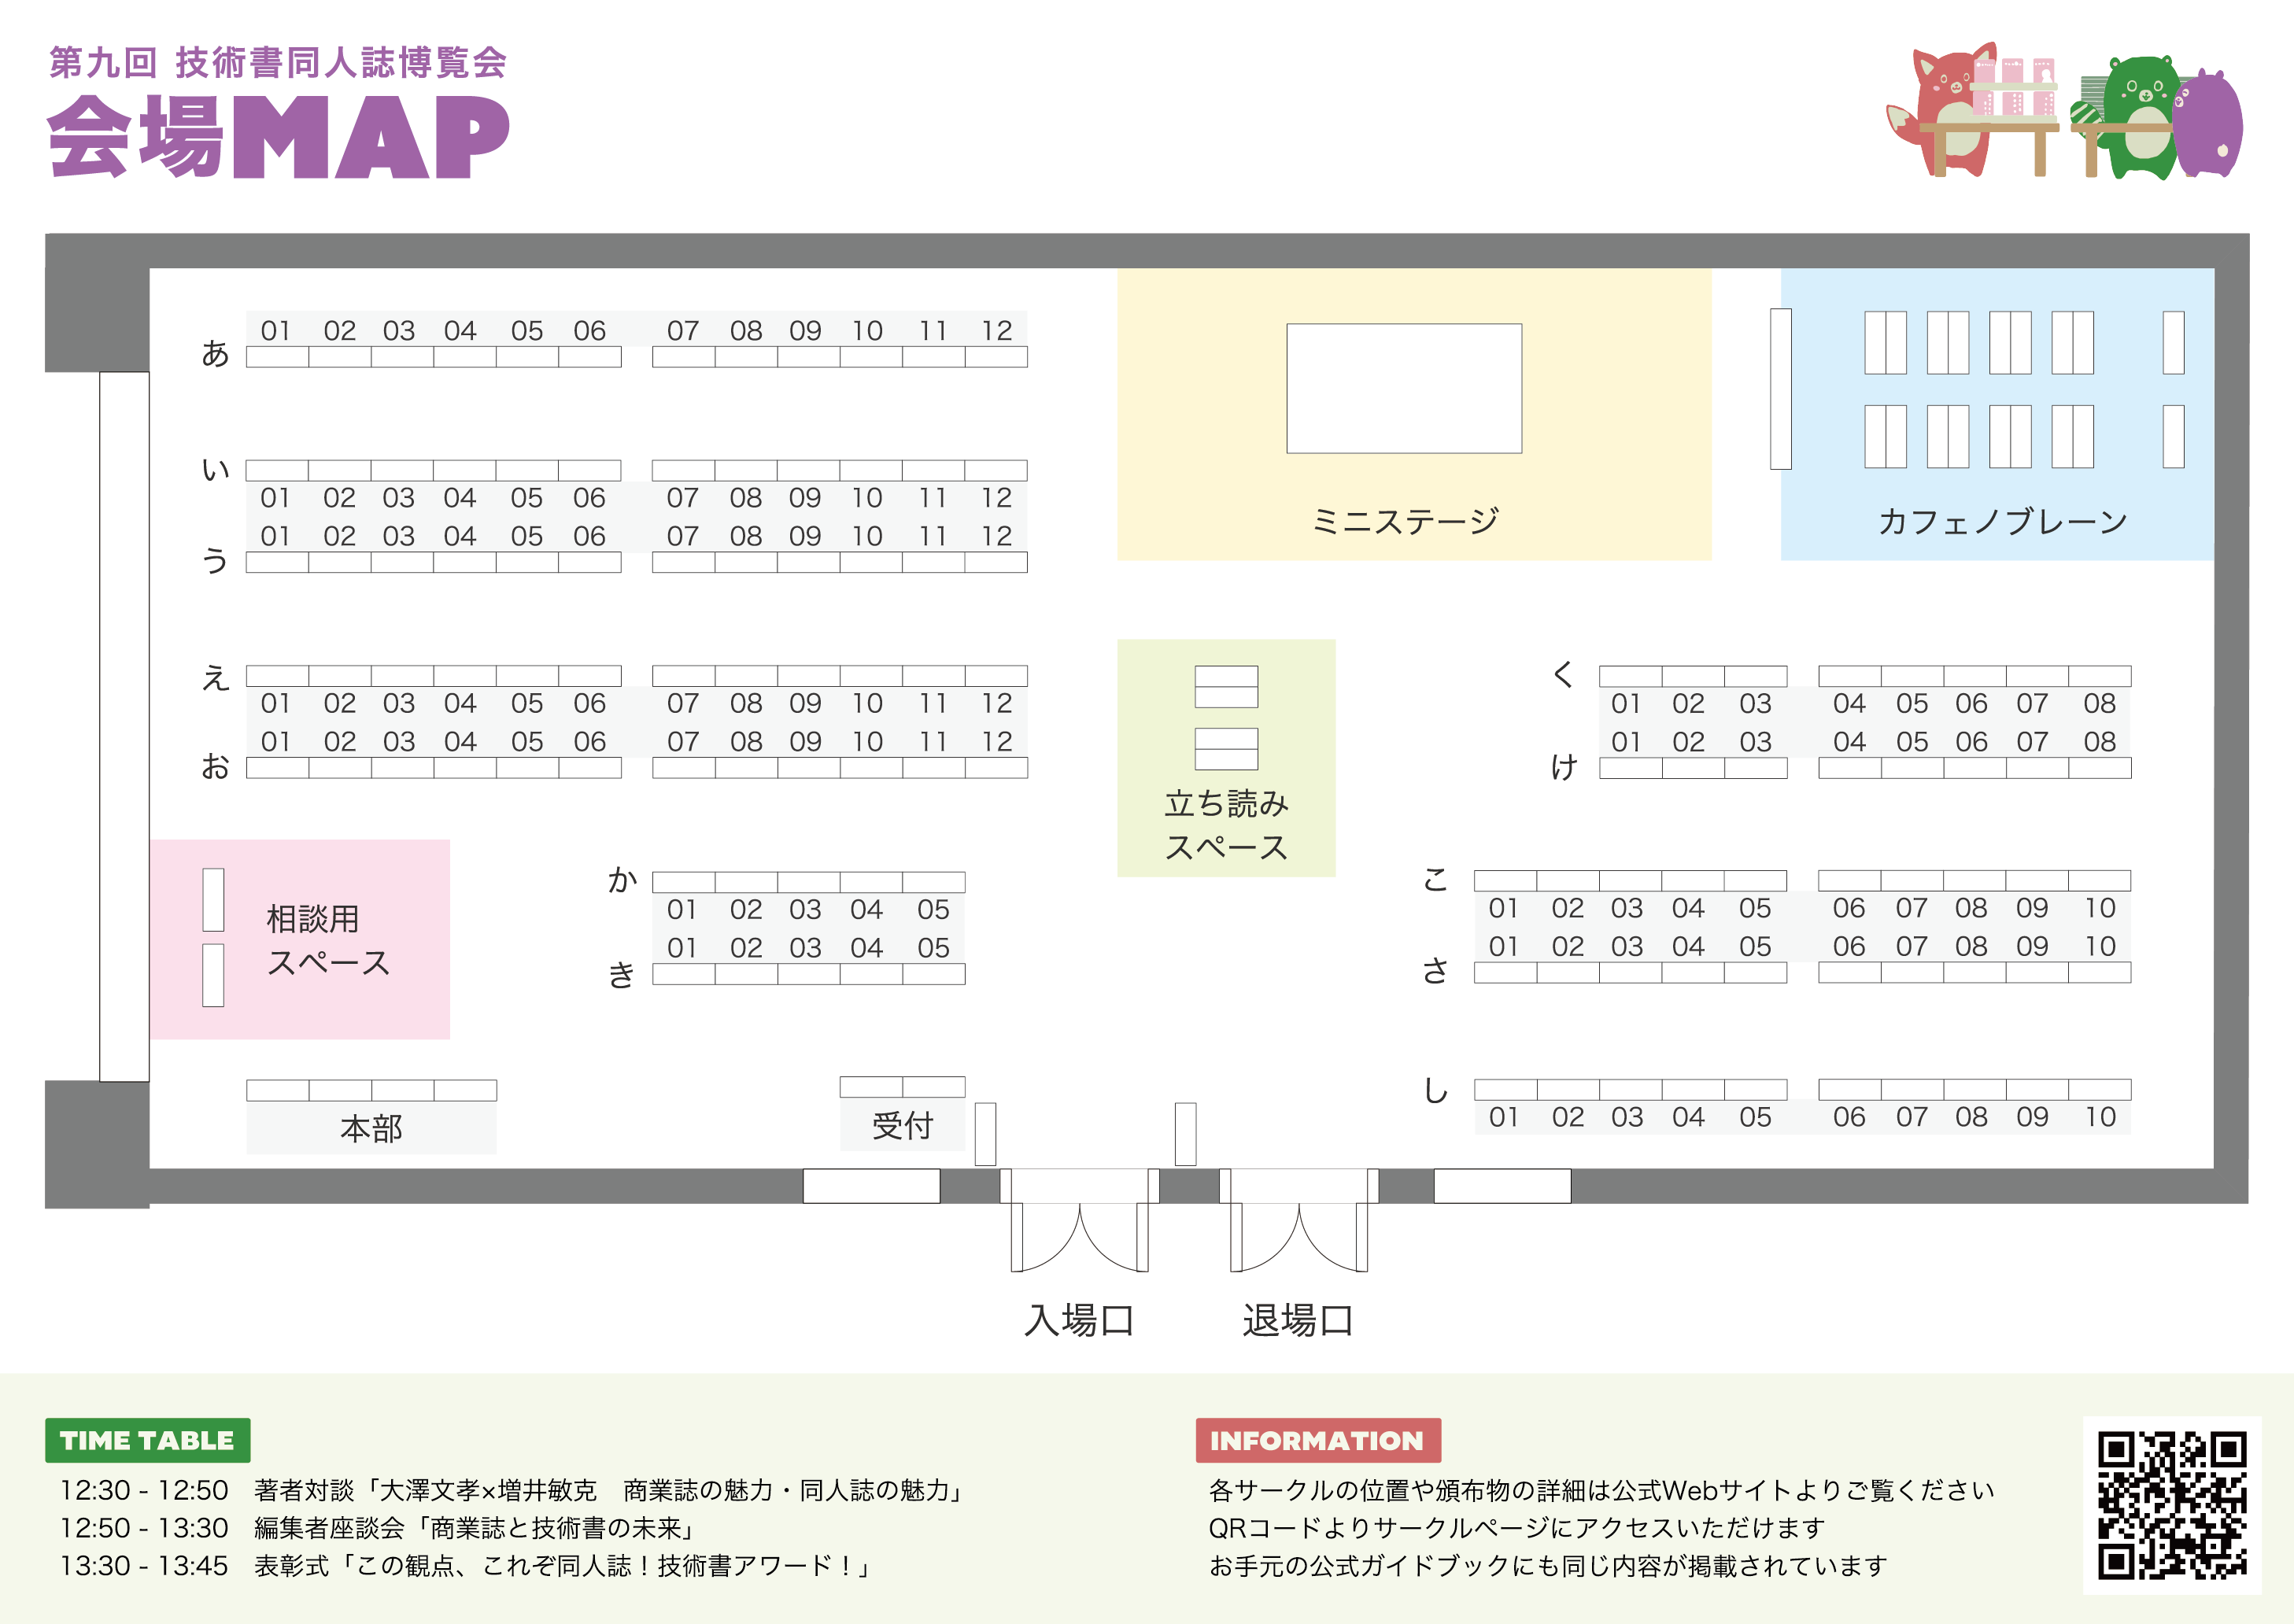 第九回 技術書同人誌博覧会
会場MAP
あ 01 02 03 04 05 06 07 08 09 10 11 12
い 01 02 03 04 05 06 07 08 09 10 11 12
う 01 02 03 04 05 06 07 08 09 10 11 12
え 01 02 03 04 05 06 07 08 09 10 11 12
お 01 02 03 04 05 06 07 08 09 10 11 12
ミニステージ
カフェノブレーン
立ち読み
スペース
く 01 02 03 04 05 06 07 08
け 01 02 03 04 05 06 07 08
相談用
スペース
か 01 02 03 04 05
き 01 02 03 04 05
こ 01 02 03 04 05 06 07 08 09 10
さ 01 02 03 04 05 06 07 08 09 10
し 01 02 03 04 05 06 07 08 09 10
本部
受付
入場口
退場口
TIME TABLE
12:30 - 12:50 著者対談「大澤文孝×増井敏克 商業誌の魅力・同人誌の魅力」
12:50 - 13:30 編集者座談会「商業誌と技術書の未来」
13:30 - 13:45 表彰式「この観点、これぞ同人誌！技術書アワード！」
INFORMATION
各サークルの位置や頒布物の詳細は公式Webサイトよりご覧ください
QRコードよりサークルページにアクセスいただけます
お手元の公式ガイドブックにも同じ内容が掲載されています